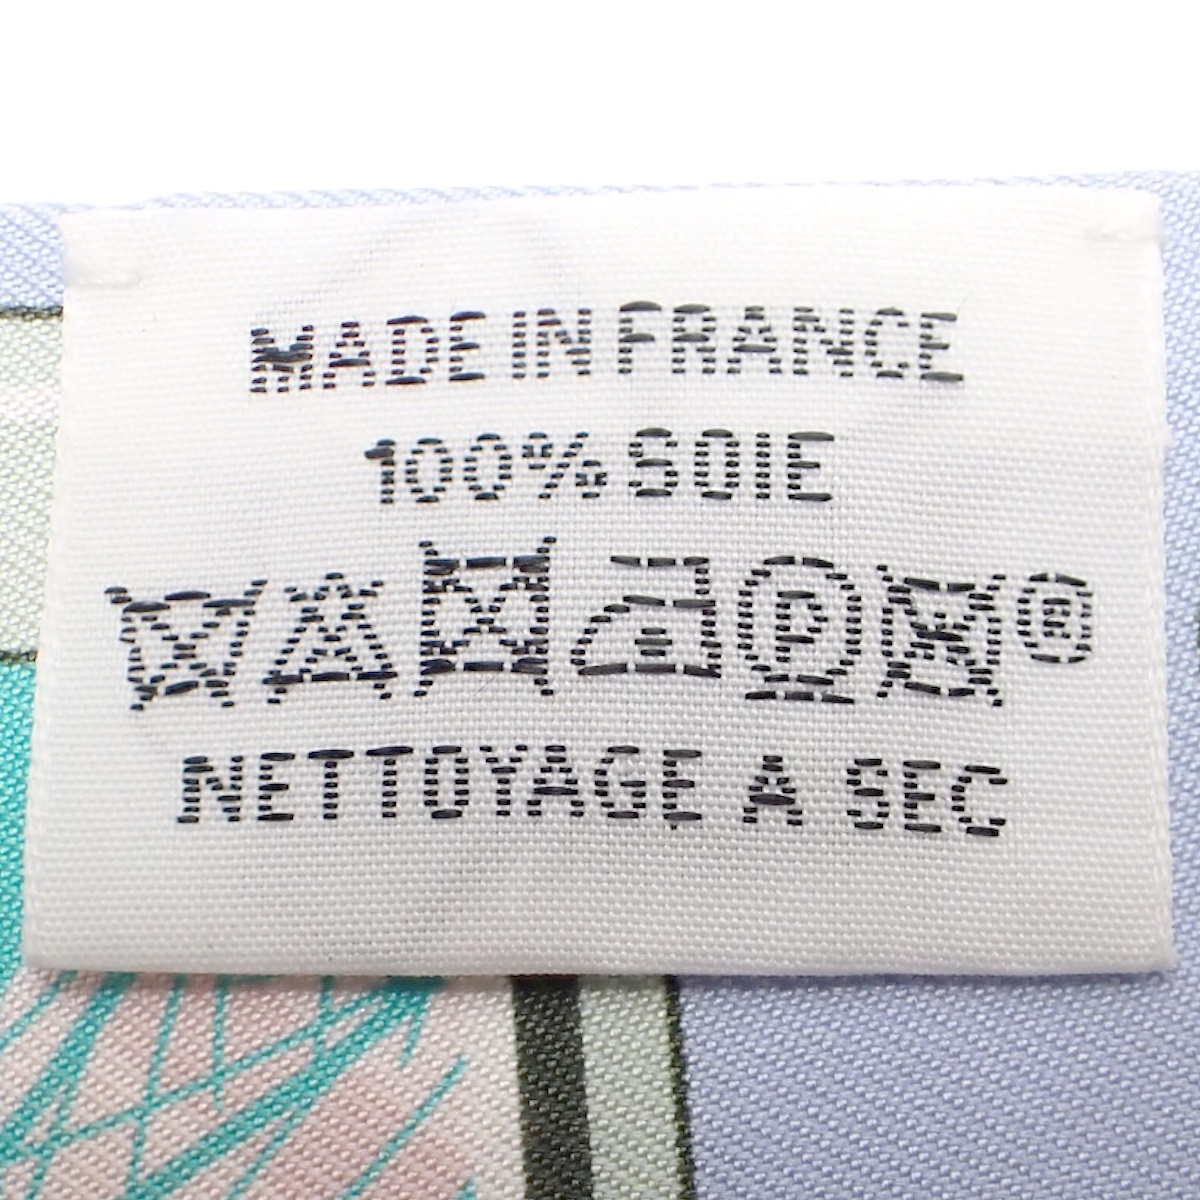 MADE IN FRANCE
100% SOIE
P W ®
NETTOYAGE A SEC